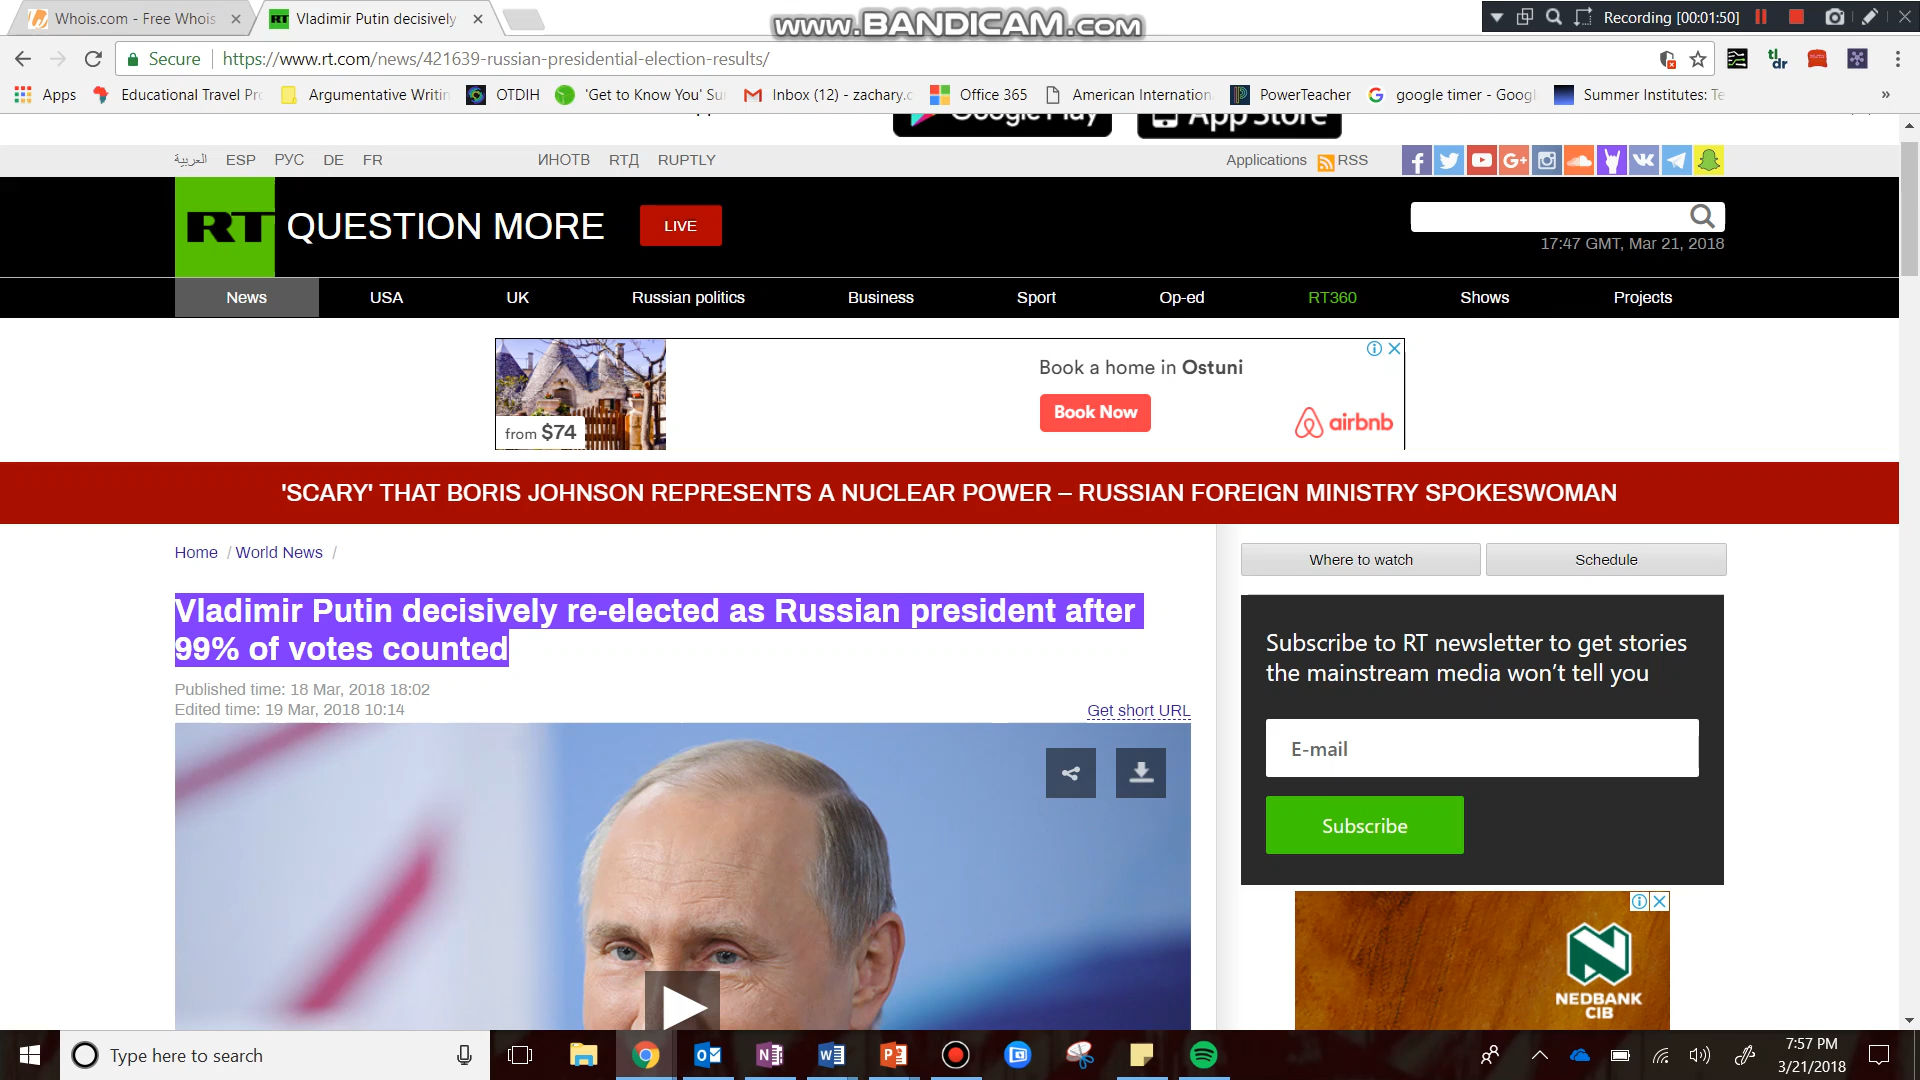 Whois.com - Free Whois
Vladimir Putin decisively
www.BANDICAM.com
Recording [00:01:50]
Secure
https://www.rt.com/news/421639-russian-presidential-election-results/
Apps
Educational Travel Pr
Argumentative Writin
OTDIH
'Get to Know You' Su
Inbox (12) - zachary.c
Office 365
American Internation
PowerTeacher
google timer - Googl
Summer Institutes: Te
»
Google Play
App Store
العربية ESP РУС DE FR ИНОТВ RTД RUPTLY
Applications RSS
RT QUESTION MORE
LIVE
17:47 GMT, Mar 21, 2018
News USA UK Russian politics Business Sport Op-ed RT360 Shows Projects
from $74
Book a home in Ostuni
Book Now
airbnb
'SCARY' THAT BORIS JOHNSON REPRESENTS A NUCLEAR POWER – RUSSIAN FOREIGN MINISTRY SPOKESWOMAN
Home / World News /
Vladimir Putin decisively re-elected as Russian president after
99% of votes counted
Published time: 18 Mar, 2018 18:02
Edited time: 19 Mar, 2018 10:14
Get short URL
Where to watch
Schedule
Subscribe to RT newsletter to get stories
the mainstream media won’t tell you
E-mail
Subscribe
NEDBANK
CIB
Type here to search
7:57 PM
3/21/2018